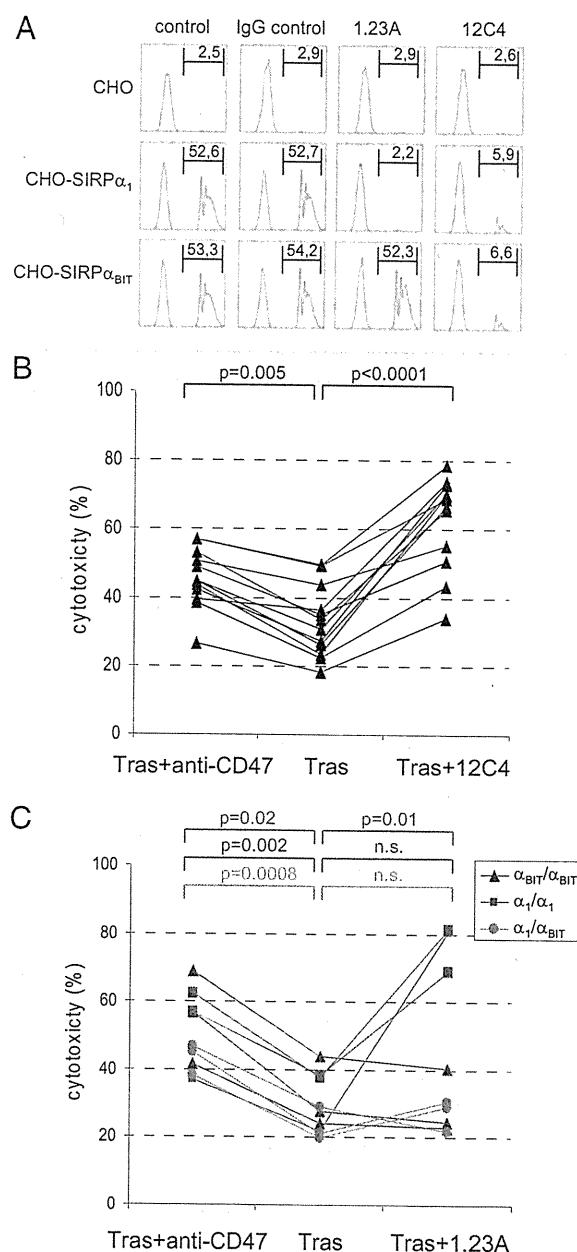 A
control IgG control 1.23A 12C4
CHO 2,5 2,9 2,9 2,6
CHO-SIRPα1 52,6 52,7 2,2 5,9
CHO-SIRPαBIT 53,3 54,2 52,3 6,6
B
p=0.005 p<0.0001
100
80
60
40
20
0
cytotoxicty (%)
Tras+anti-CD47 Tras Tras+12C4
C
p=0.02 p=0.01
p=0.002 n.s.
p=0.0008 n.s.
αBIT/αBIT
α1/α1
α1/αBIT
100
80
60
40
20
0
cytotoxicty (%)
Tras+anti-CD47 Tras Tras+1.23A